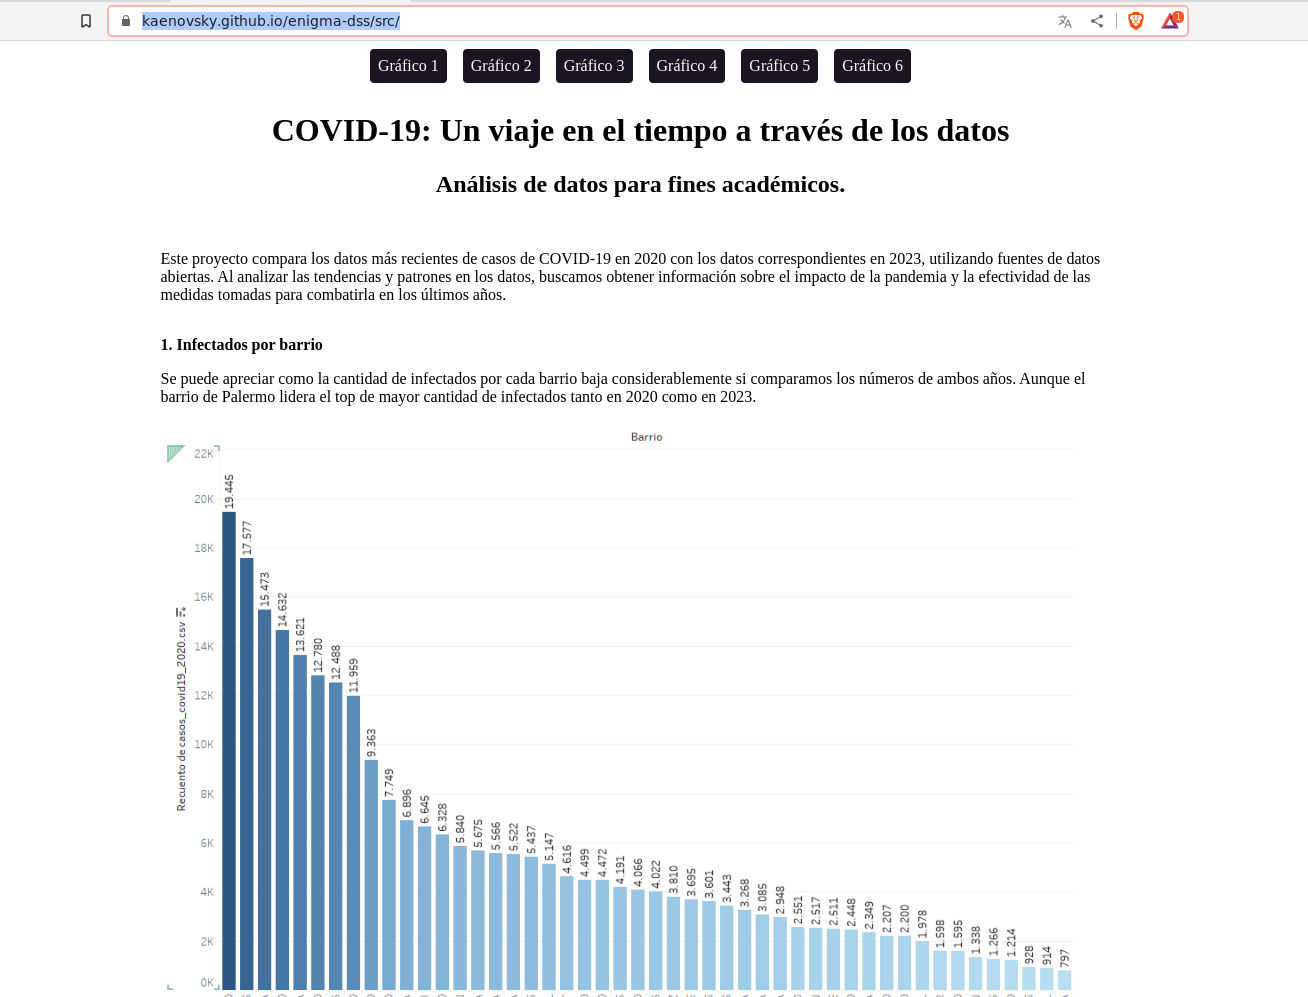 kaenovsky.github.io/enigma-dss/src/
1
Gráfico 1 Gráfico 2 Gráfico 3 Gráfico 4 Gráfico 5 Gráfico 6
COVID-19: Un viaje en el tiempo a través de los datos
Análisis de datos para fines académicos.
Este proyecto compara los datos más recientes de casos de COVID-19 en 2020 con los datos correspondientes en 2023, utilizando fuentes de datos
abiertas. Al analizar las tendencias y patrones en los datos, buscamos obtener información sobre el impacto de la pandemia y la efectividad de las
medidas tomadas para combatirla en los últimos años.
1. Infectados por barrio
Se puede apreciar como la cantidad de infectados por cada barrio baja considerablemente si comparamos los números de ambos años. Aunque el
barrio de Palermo lidera el top de mayor cantidad de infectados tanto en 2020 como en 2023.
Barrio
Recuento de casos_covid19_2020.csv
22K
20K
18K
16K
14K
12K
10K
8K
6K
4K
2K
0K
19.445
17.577
15.473
14.632
13.621
12.780
12.488
11.959
9.363
7.749
6.896
6.645
6.328
5.840
5.675
5.566
5.522
5.437
5.147
4.616
4.499
4.472
4.191
4.066
4.022
3.810
3.695
3.601
3.443
3.268
3.085
2.948
2.551
2.517
2.511
2.448
2.349
2.207
2.200
1.978
1.598
1.595
1.338
1.266
1.214
928
914
797